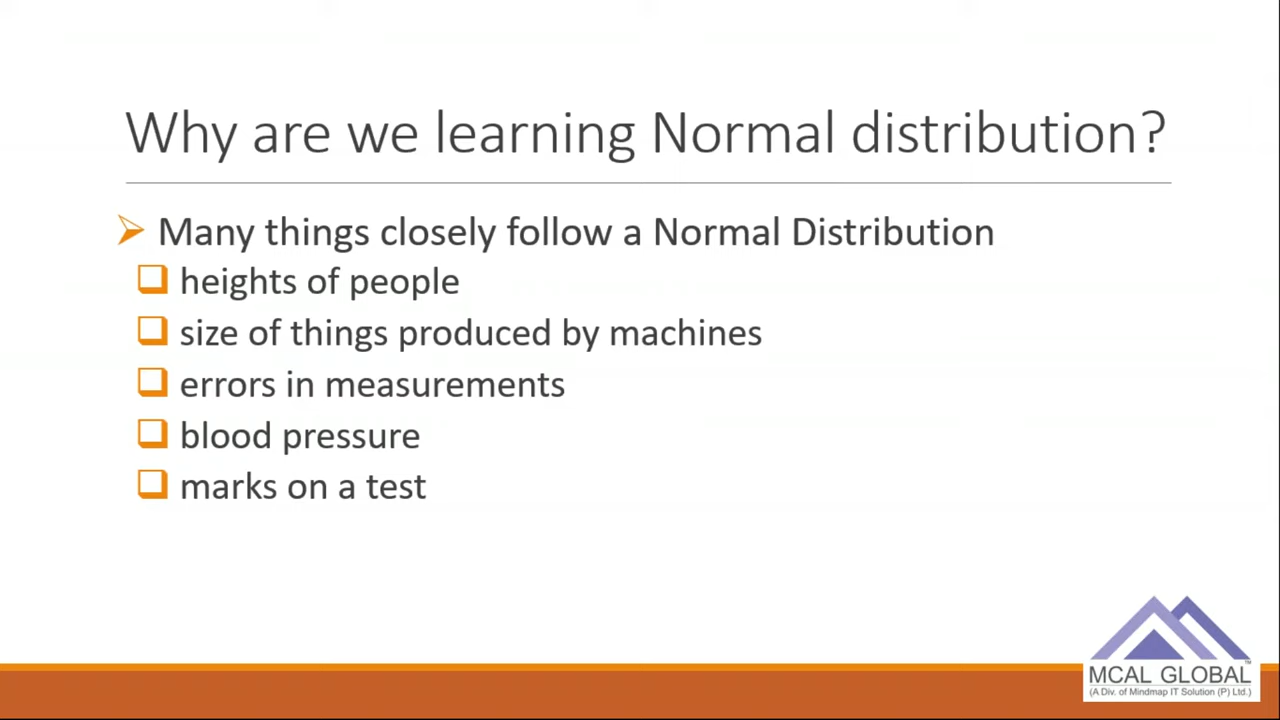 Why are we learning Normal distribution?
Many things closely follow a Normal Distribution
heights of people
size of things produced by machines
errors in measurements
blood pressure
marks on a test
MCAL GLOBAL™
(A Div. of Mindmap IT Solution (P) Ltd.)